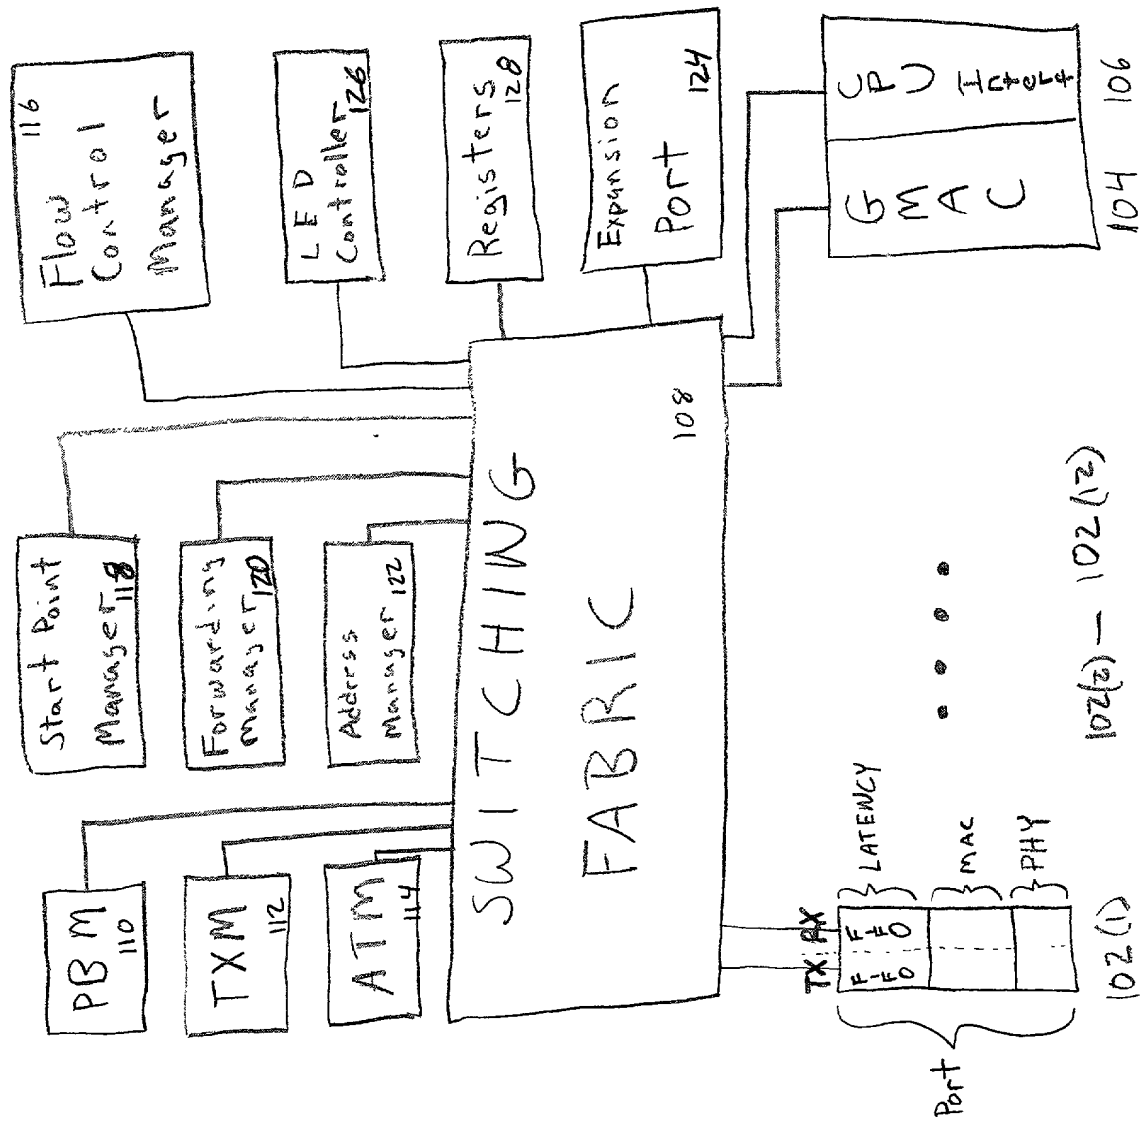 PBM
110
TXM
112
ATM
114
Start Point
Manager
118
Forwarding
Manager
120
Address
Manager 122
Flow 116
Control
Manager
LED
Controller
126
Registers
128
Expansion
Port 124
SWITCHING
FABRIC 108
TX RX
FIFO FIFO
LATENCY
MAC
PHY
Port
102(1)
102(2) — 102(12)
GMAC
104
CPU
106